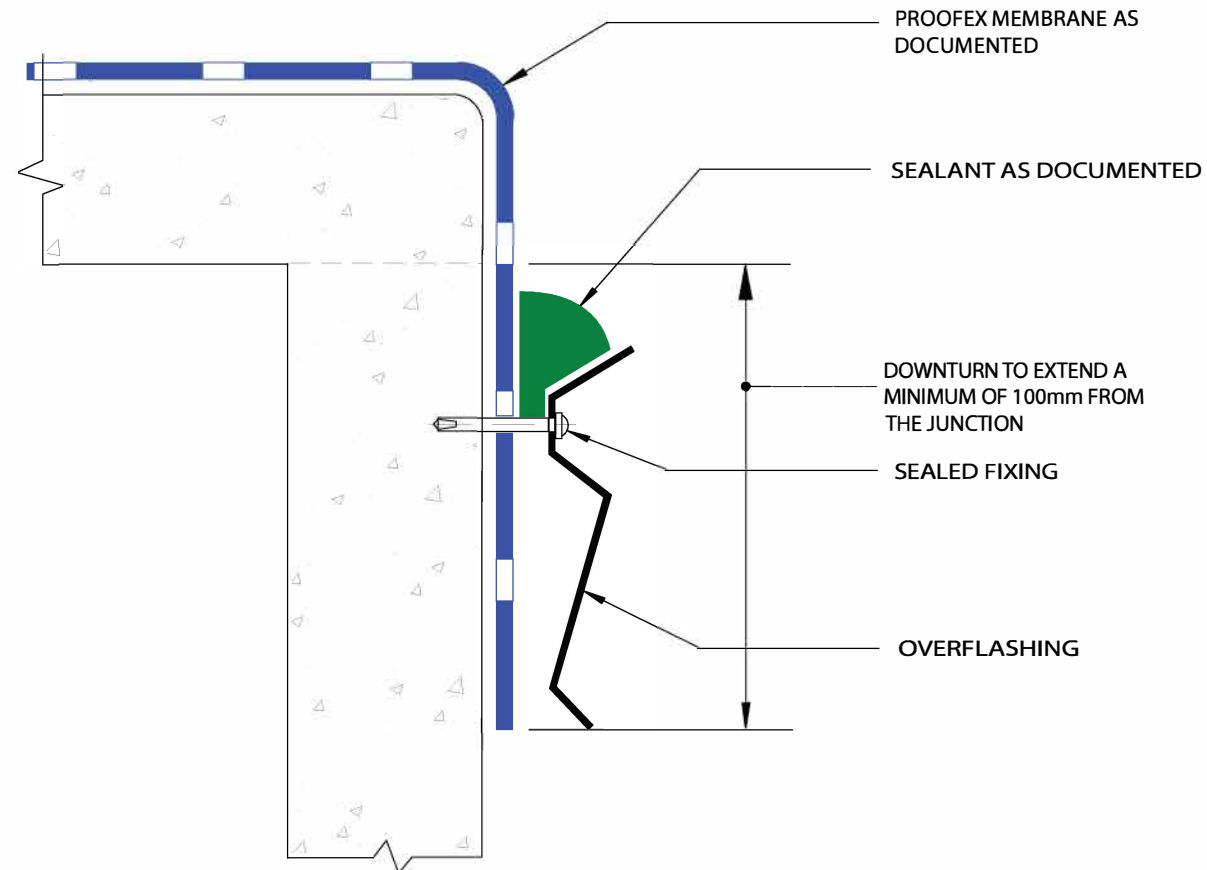 PROOFEX MEMBRANE AS
DOCUMENTED
SEALANT AS DOCUMENTED
DOWNTURN TO EXTEND A
MINIMUM OF 100mm FROM
THE JUNCTION
SEALED FIXING
OVERFLASHING